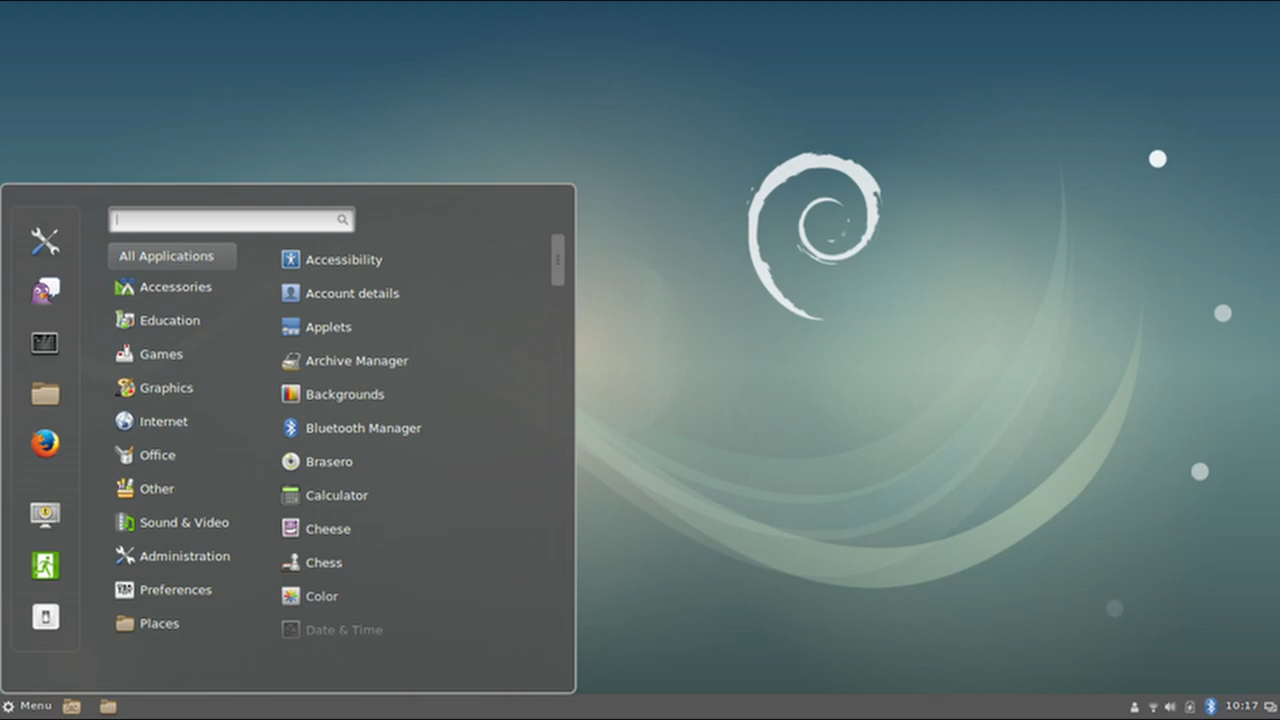 All Applications
Accessories
Education
Games
Graphics
Internet
Office
Other
Sound & Video
Administration
Preferences
Places
Accessibility
Account details
Applets
Archive Manager
Backgrounds
Bluetooth Manager
Brasero
Calculator
Cheese
Chess
Color
Date & Time
Menu
10:17